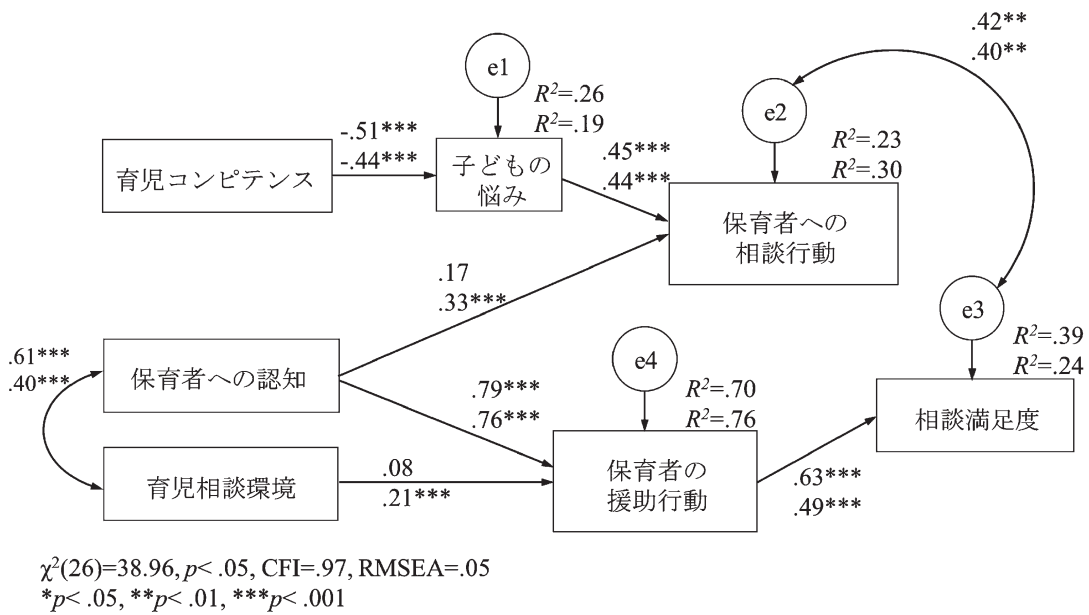 .42**
.40**
e1
R²=.26
R²=.19
e2
R²=.23
R²=.30
-.51***
-.44***
育児コンピテンス
子どもの
悩み
.45***
.44***
保育者への
相談行動
.17
.33***
e3
R²=.39
R²=.24
.61***
.40***
保育者への認知
e4
R²=.70
R²=.76
.79***
.76***
相談満足度
育児相談環境
.08
.21***
保育者の
援助行動
.63***
.49***
χ²(26)=38.96, p< .05, CFI=.97, RMSEA=.05
*p< .05, **p< .01, ***p< .001